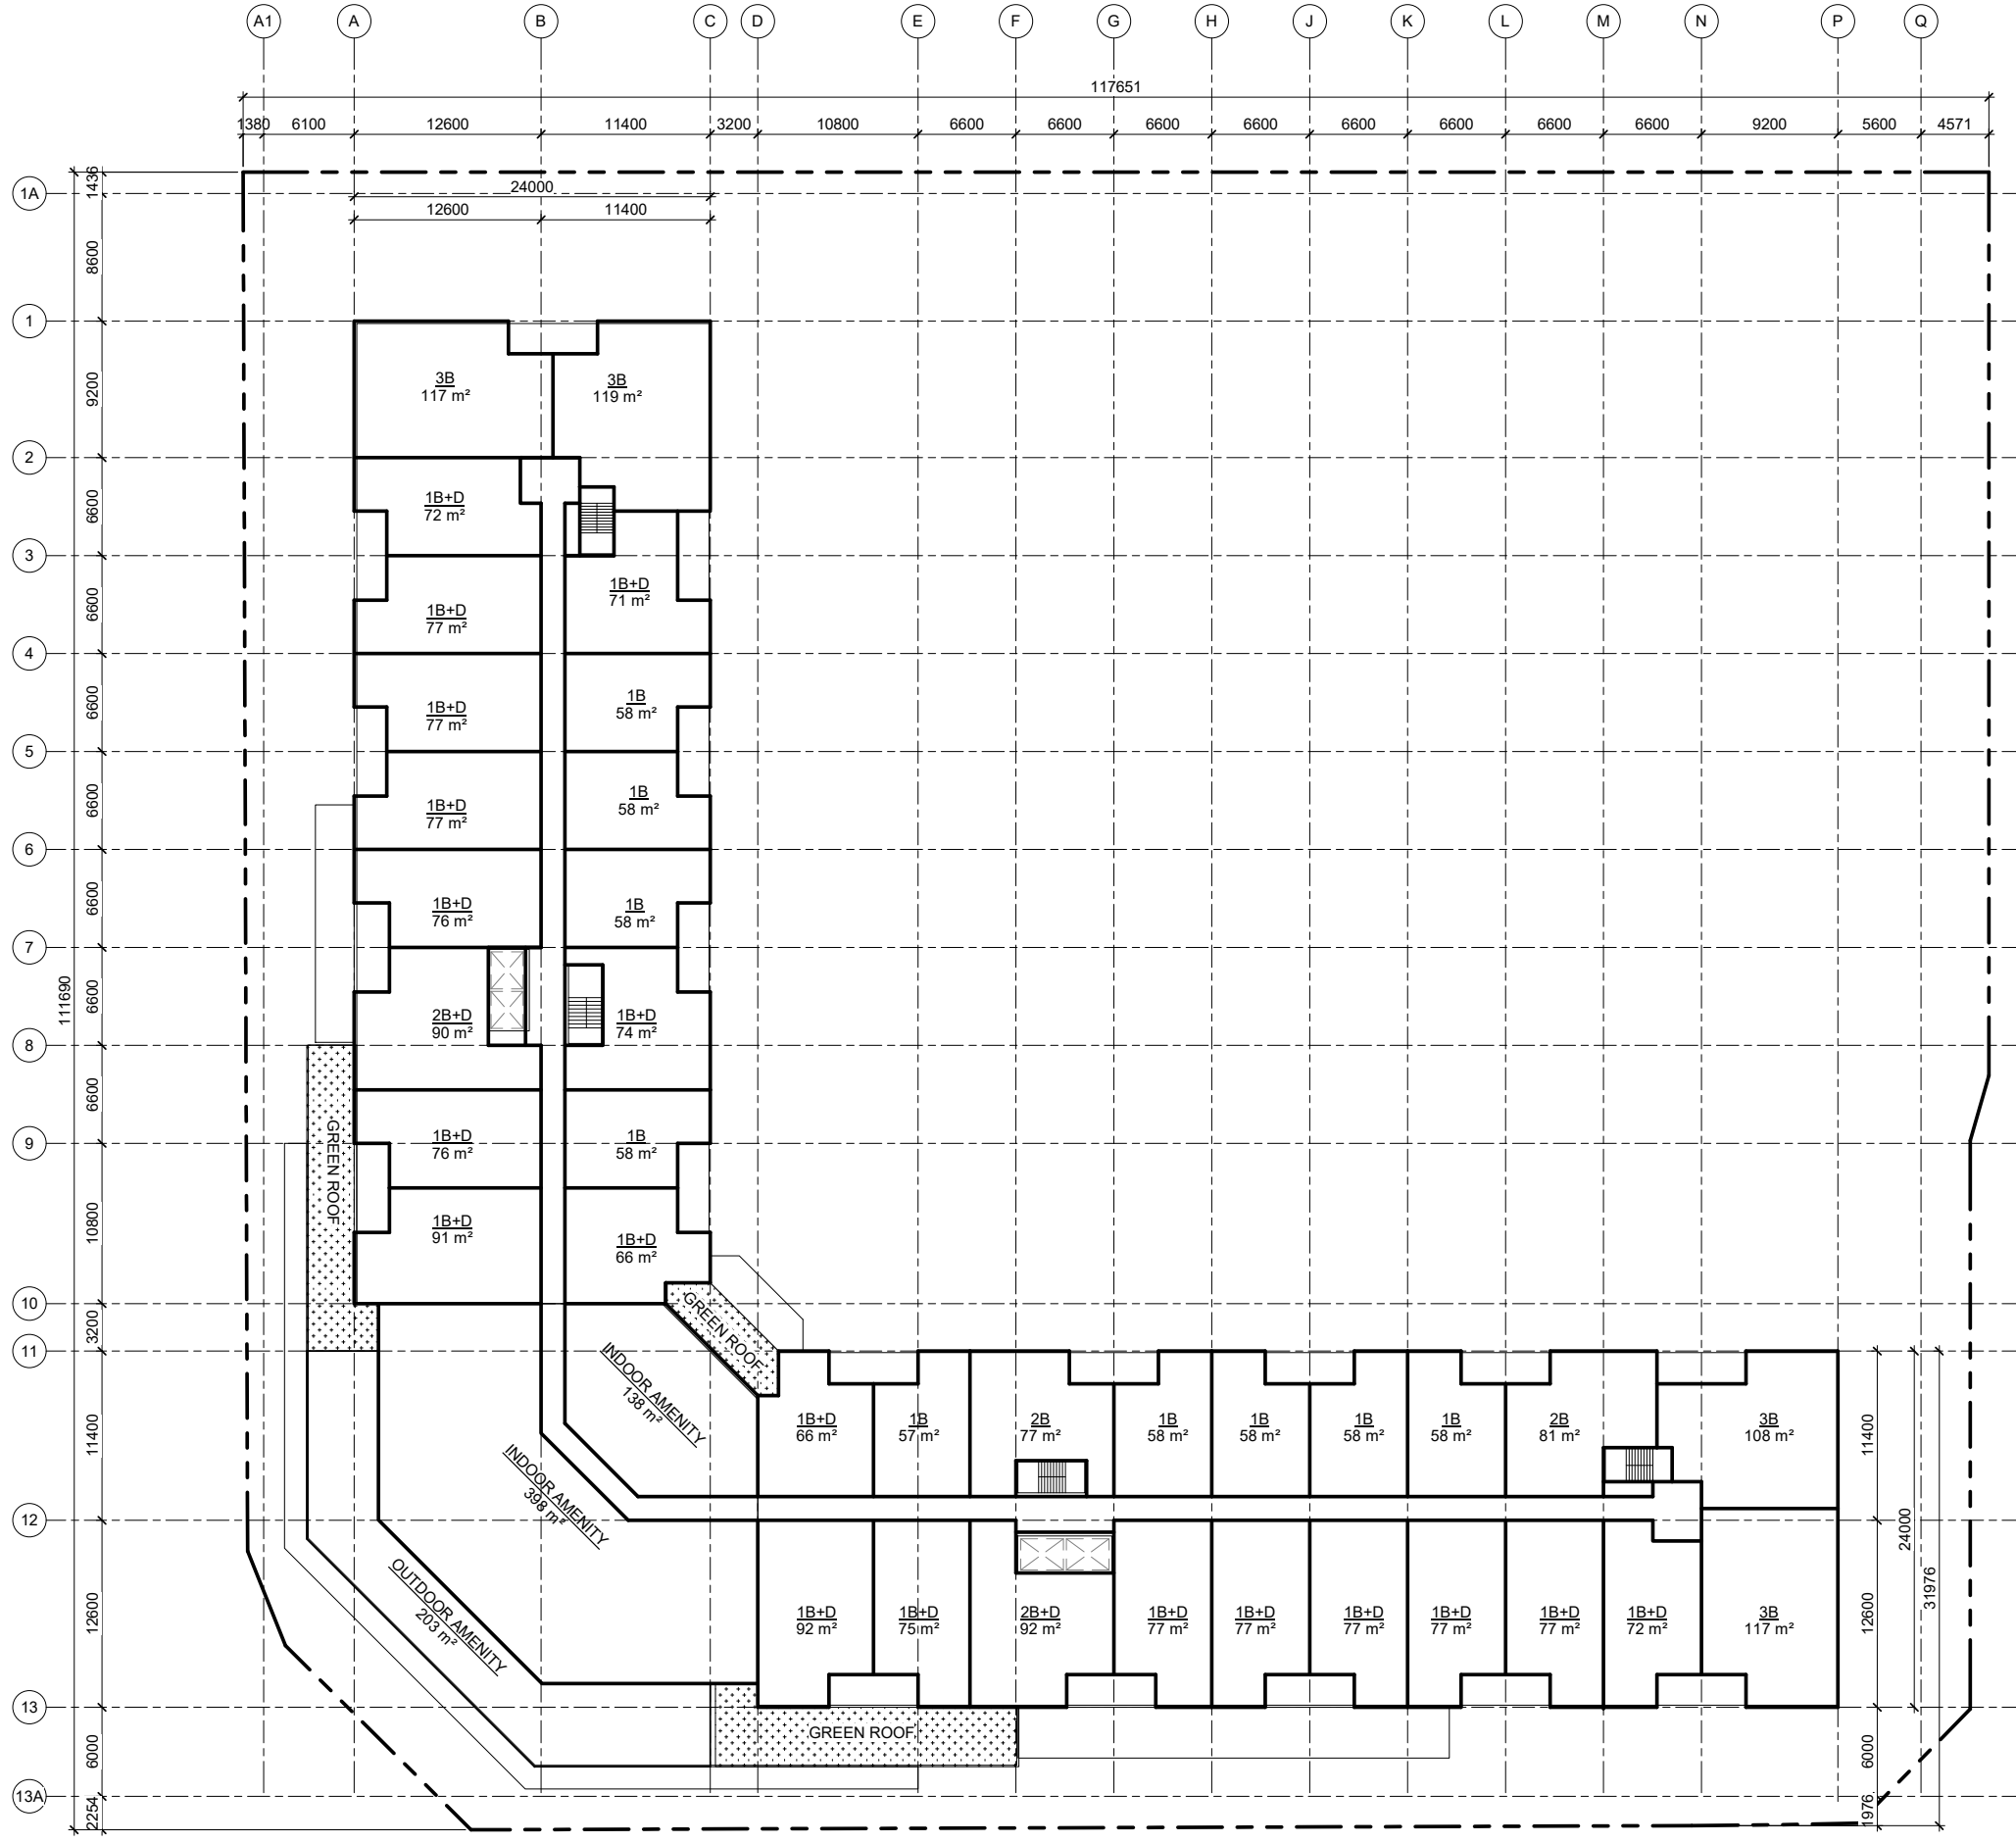 A1 A B C D E F G H J K L M N P Q
117651
1380 6100 12600 11400 3200 10800 6600 6600 6600 6600 6600 6600 6600 6600 9200 5600 4571
1436
1A
24000
12600 11400
8600
1
9200
3B
117 m²
3B
119 m²
2
6600
1B+D
72 m²
3
6600
1B+D
77 m²
1B+D
71 m²
4
6600
1B+D
77 m²
1B
58 m²
5
6600
1B+D
77 m²
1B
58 m²
6
6600
1B+D
76 m²
1B
58 m²
7
111690
6600
2B+D
90 m²
1B+D
74 m²
8
6600
9
GREEN ROOF
1B+D
76 m²
1B
58 m²
10800
1B+D
91 m²
1B+D
66 m²
10
3200
GREEN ROOF
11
INDOOR AMENITY
138 m²
11400
1B+D
66 m²
1B
57 m²
2B
77 m²
1B
58 m²
1B
58 m²
1B
58 m²
1B
58 m²
2B
81 m²
3B
108 m²
11400
INDOOR AMENITY
398 m²
12
24000
31976
12600
OUTDOOR AMENITY
203 m²
1B+D
92 m²
1B+D
75 m²
2B+D
92 m²
1B+D
77 m²
1B+D
77 m²
1B+D
77 m²
1B+D
77 m²
1B+D
77 m²
1B+D
72 m²
3B
117 m²
12600
13
GREEN ROOF
6000
6000
13A
2254
1976